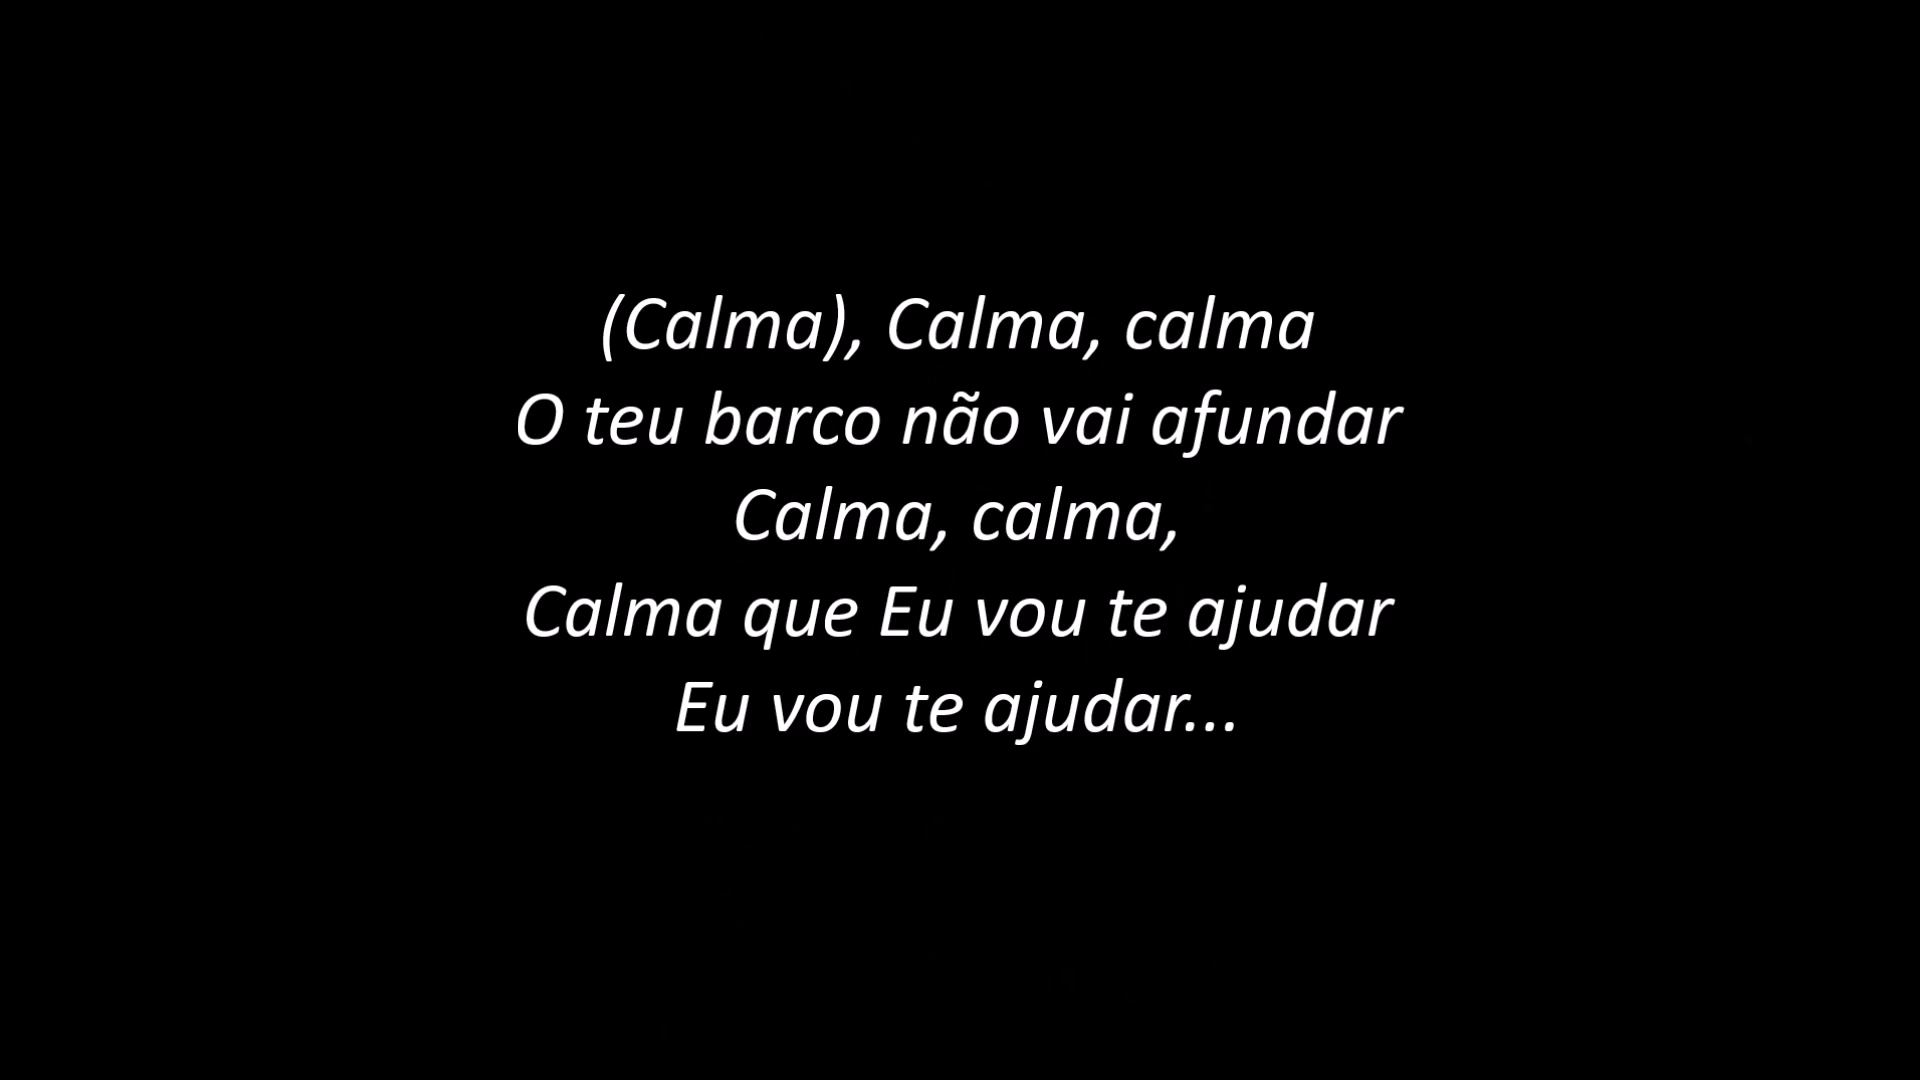 (Calma), Calma, calma
O teu barco não vai afundar
Calma, calma,
Calma que Eu vou te ajudar
Eu vou te ajudar...